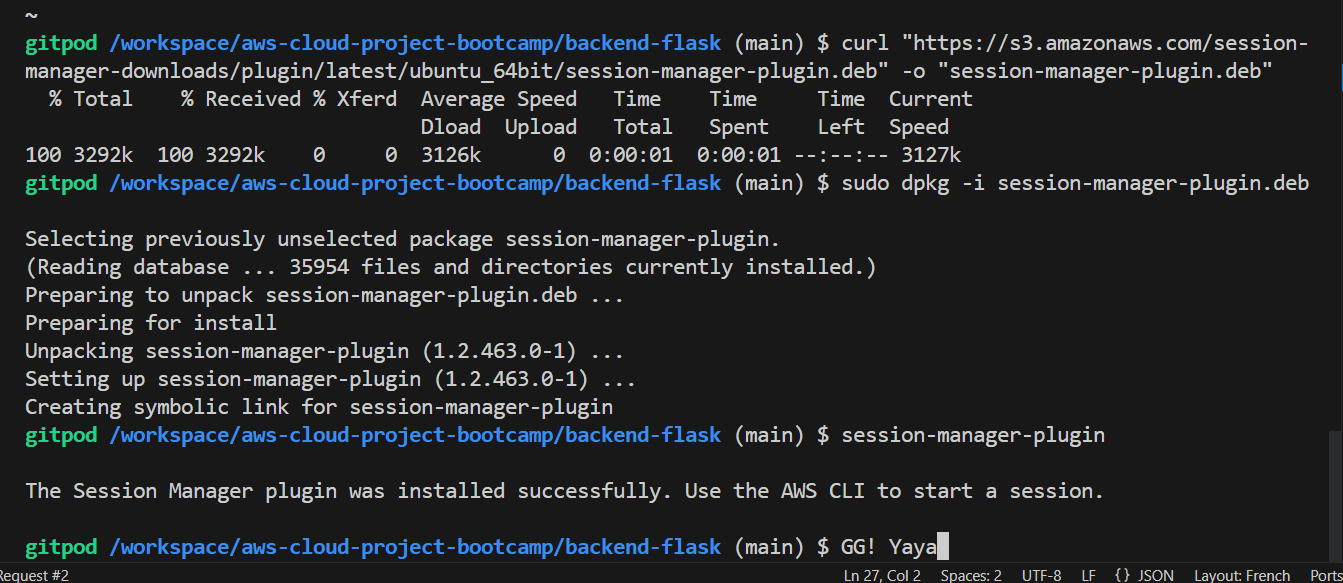 ~
gitpod /workspace/aws-cloud-project-bootcamp/backend-flask (main) $ curl "https://s3.amazonaws.com/session-
manager-downloads/plugin/latest/ubuntu_64bit/session-manager-plugin.deb" -o "session-manager-plugin.deb"
  % Total    % Received % Xferd  Average Speed   Time    Time     Time  Current
                                 Dload  Upload   Total   Spent    Left  Speed
100 3292k  100 3292k    0     0  3126k      0  0:00:01  0:00:01 --:--:-- 3127k
gitpod /workspace/aws-cloud-project-bootcamp/backend-flask (main) $ sudo dpkg -i session-manager-plugin.deb
Selecting previously unselected package session-manager-plugin.
(Reading database ... 35954 files and directories currently installed.)
Preparing to unpack session-manager-plugin.deb ...
Preparing for install
Unpacking session-manager-plugin (1.2.463.0-1) ...
Setting up session-manager-plugin (1.2.463.0-1) ...
Creating symbolic link for session-manager-plugin
gitpod /workspace/aws-cloud-project-bootcamp/backend-flask (main) $ session-manager-plugin
The Session Manager plugin was installed successfully. Use the AWS CLI to start a session.
gitpod /workspace/aws-cloud-project-bootcamp/backend-flask (main) $ GG! Yaya
Request #2 Ln 27, Col 2 Spaces: 2 UTF-8 LF {} JSON Layout: French Ports